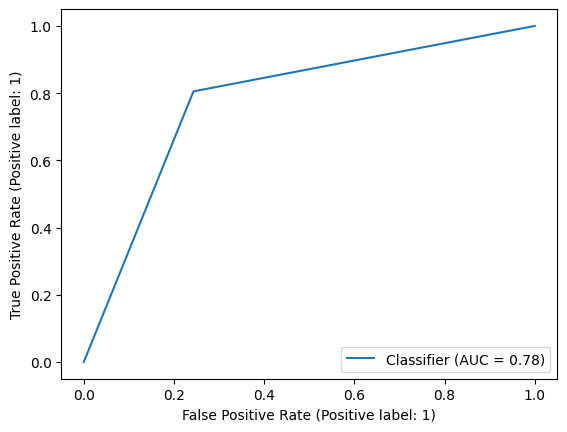 1.0
0.8
0.6
0.4
0.2
0.0
True Positive Rate (Positive label: 1)
Classifier (AUC = 0.78)
0.0 0.2 0.4 0.6 0.8 1.0
False Positive Rate (Positive label: 1)